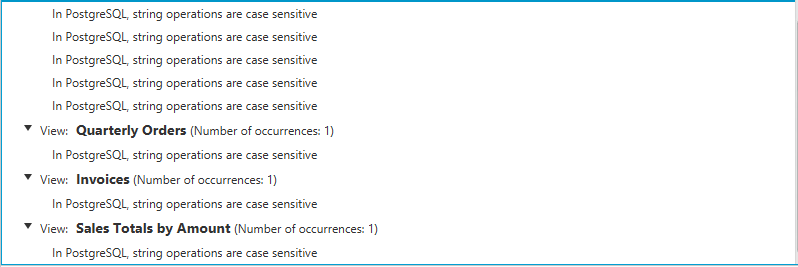 In PostgreSQL, string operations are case sensitive
In PostgreSQL, string operations are case sensitive
In PostgreSQL, string operations are case sensitive
In PostgreSQL, string operations are case sensitive
In PostgreSQL, string operations are case sensitive
View: Quarterly Orders (Number of occurrences: 1)
In PostgreSQL, string operations are case sensitive
View: Invoices (Number of occurrences: 1)
In PostgreSQL, string operations are case sensitive
View: Sales Totals by Amount (Number of occurrences: 1)
In PostgreSQL, string operations are case sensitive